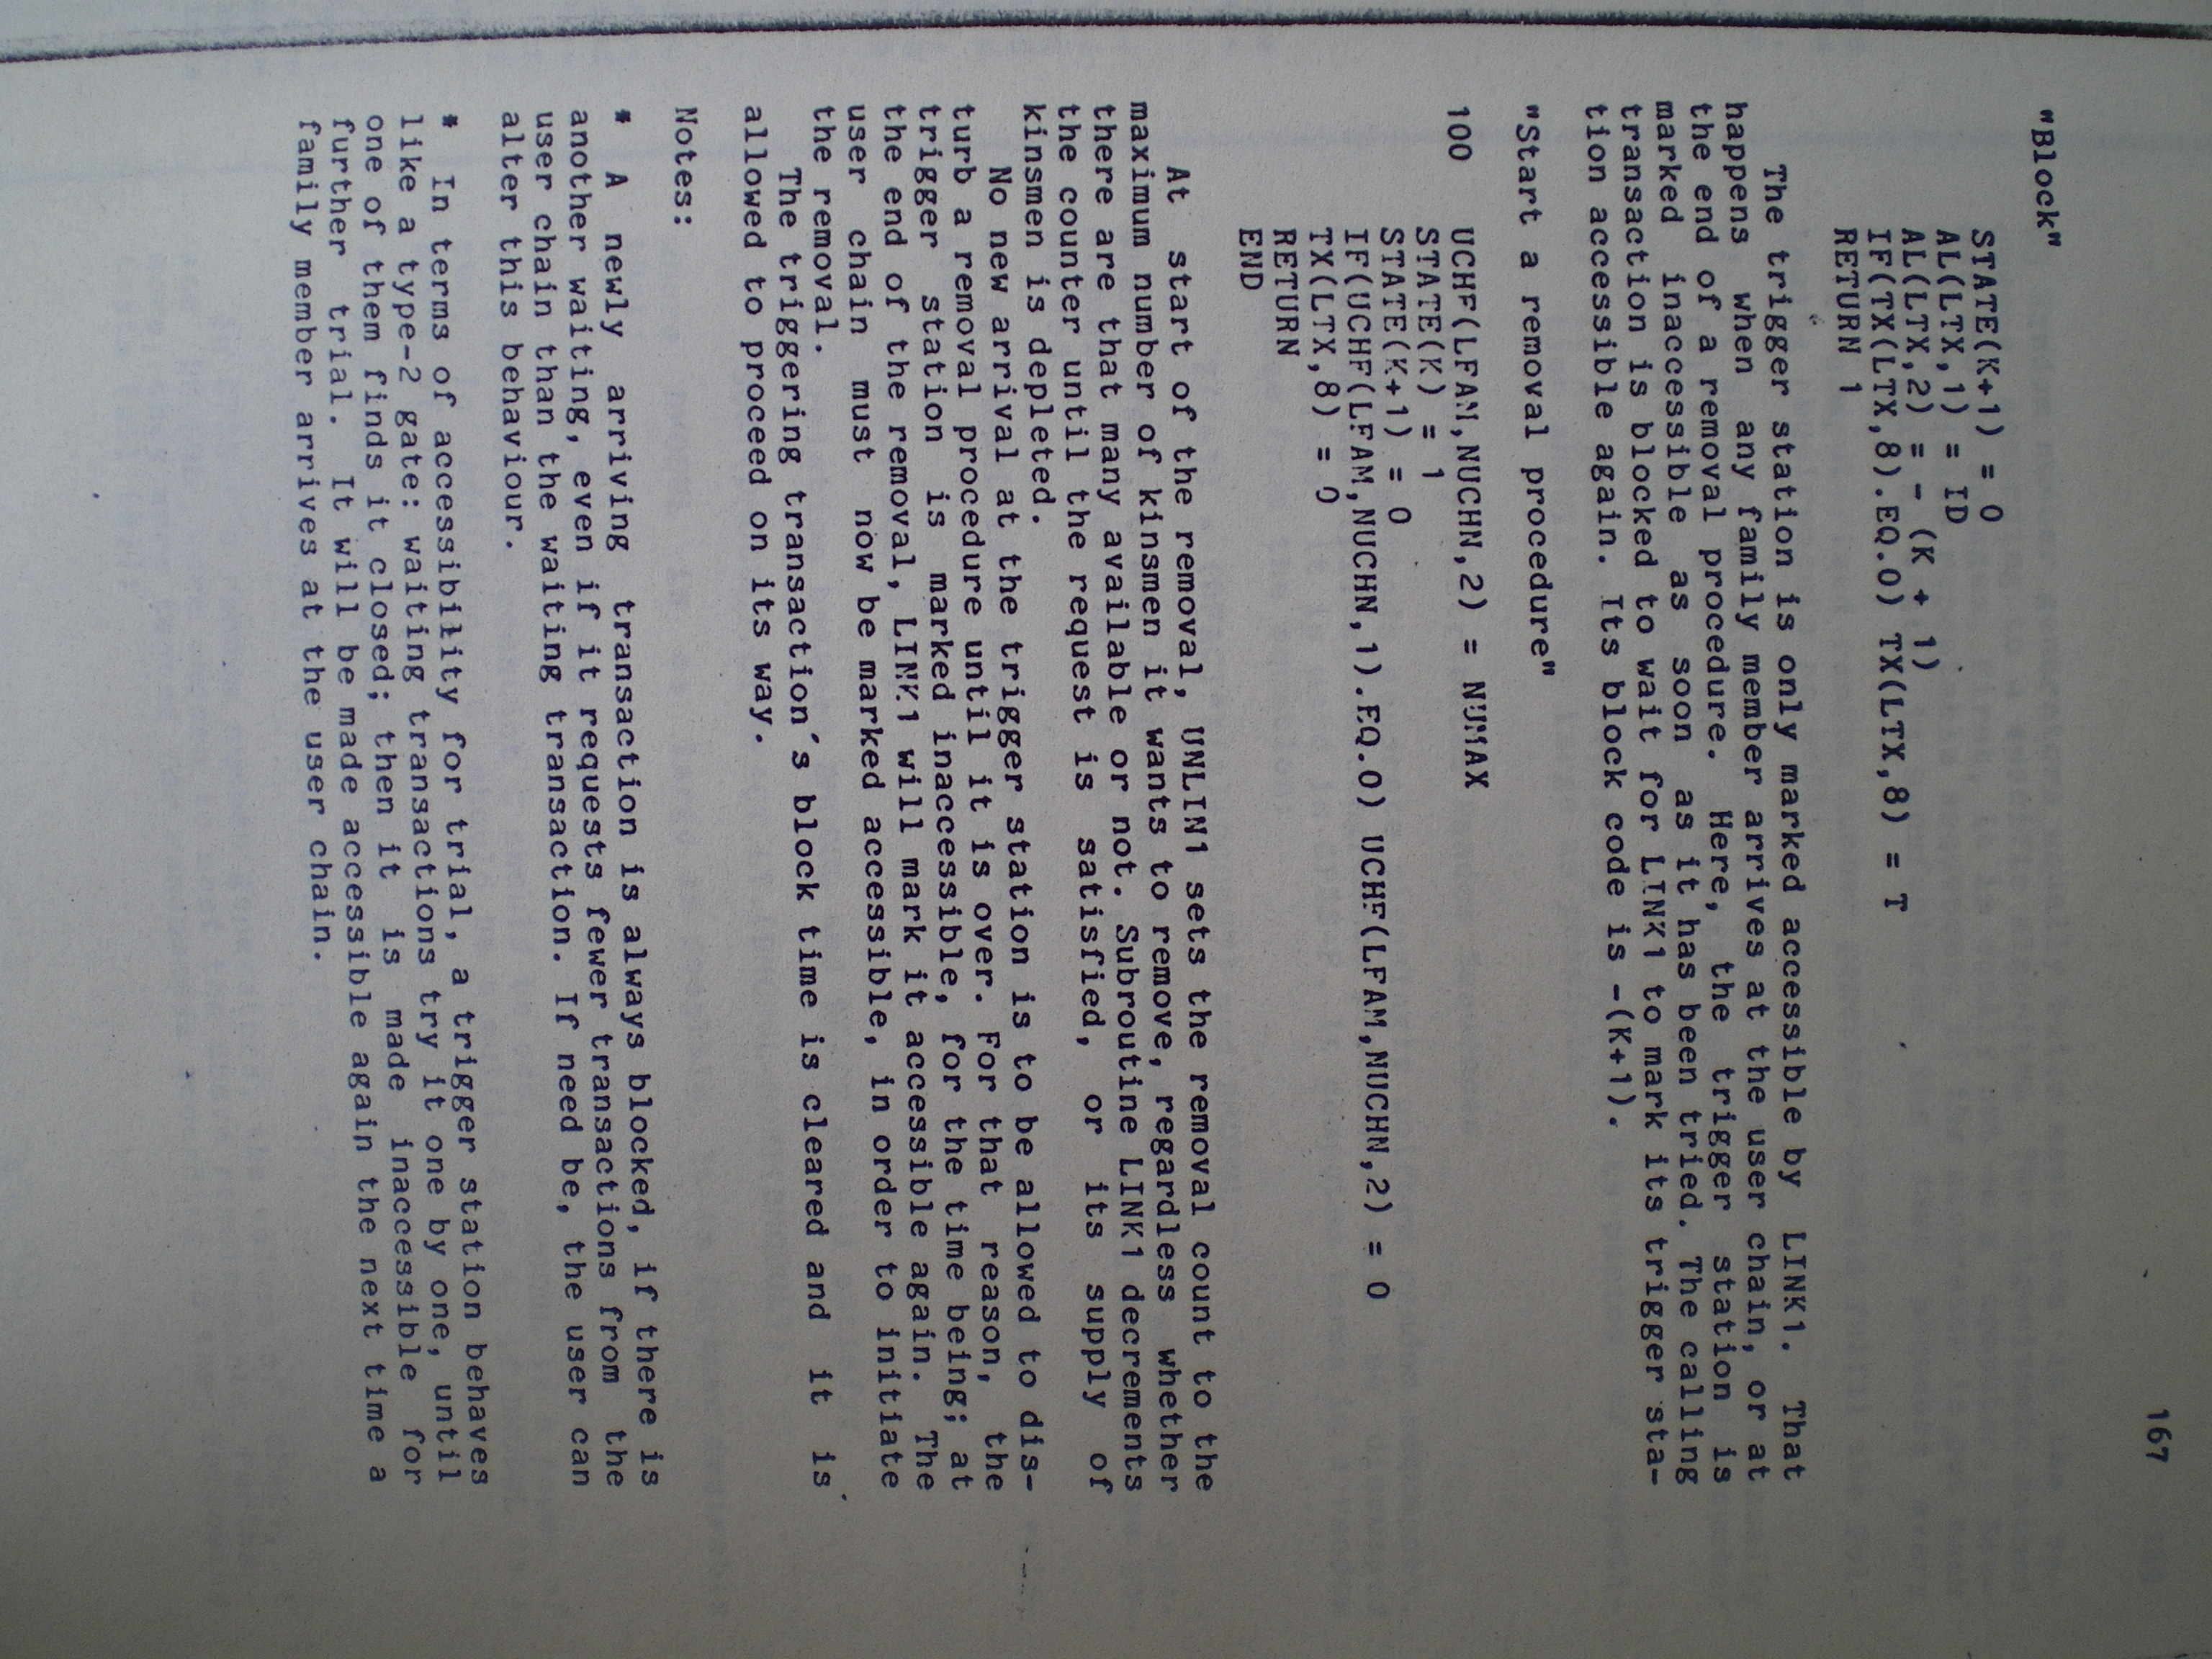 167
"Block"
STATE(K+1) = 0
AL(LTX,1) = ID
AL(LTX,2) = - (K + 1)
IF(TX(LTX,8).EQ.0) TX(LTX,8) = T
RETURN 1
The trigger station is only marked accessible by LINK1. That
happens when any family member arrives at the user chain, or at
the end of a removal procedure. Here, the trigger station is
marked inaccessible as soon as it has been tried. The calling
transaction is blocked to wait for LINK1 to mark its trigger sta-
tion accessible again. Its block code is -(K+1).
"Start a removal procedure"
100 UCHF(LFAM,NUCHN,2) = NUMAX
STATE(K) = 1
STATE(K+1) = 0
IF(UCHF(LFAM,NUCHN,1).EQ.0) UCHF(LFAM,NUCHN,2) = 0
TX(LTX,8) = 0
RETURN
END
At start of the removal, UNLIN1 sets the removal count to the
maximum number of kinsmen it wants to remove, regardless whether
there are that many available or not. Subroutine LINK1 decrements
the counter until the request is satisfied, or its supply of
kinsmen is depleted.
No new arrival at the trigger station is to be allowed to dis-
turb a removal procedure until it is over. For that reason, the
trigger station is marked inaccessible, for the time being; at
the end of the removal, LINK1 will mark it accessible again. The
user chain must now be marked accessible, in order to initiate
the removal.
The triggering transaction's block time is cleared and it is
allowed to proceed on its way.
Notes:
* A newly arriving transaction is always blocked, if there is
another waiting, even if it requests fewer transactions from the
user chain than the waiting transaction. If need be, the user can
alter this behaviour.
* In terms of accessibility for trial, a trigger station behaves
like a type-2 gate: waiting transactions try it one by one, until
one of them finds it closed; then it is made inaccessible for
further trial. It will be made accessible again the next time a
family member arrives at the user chain.